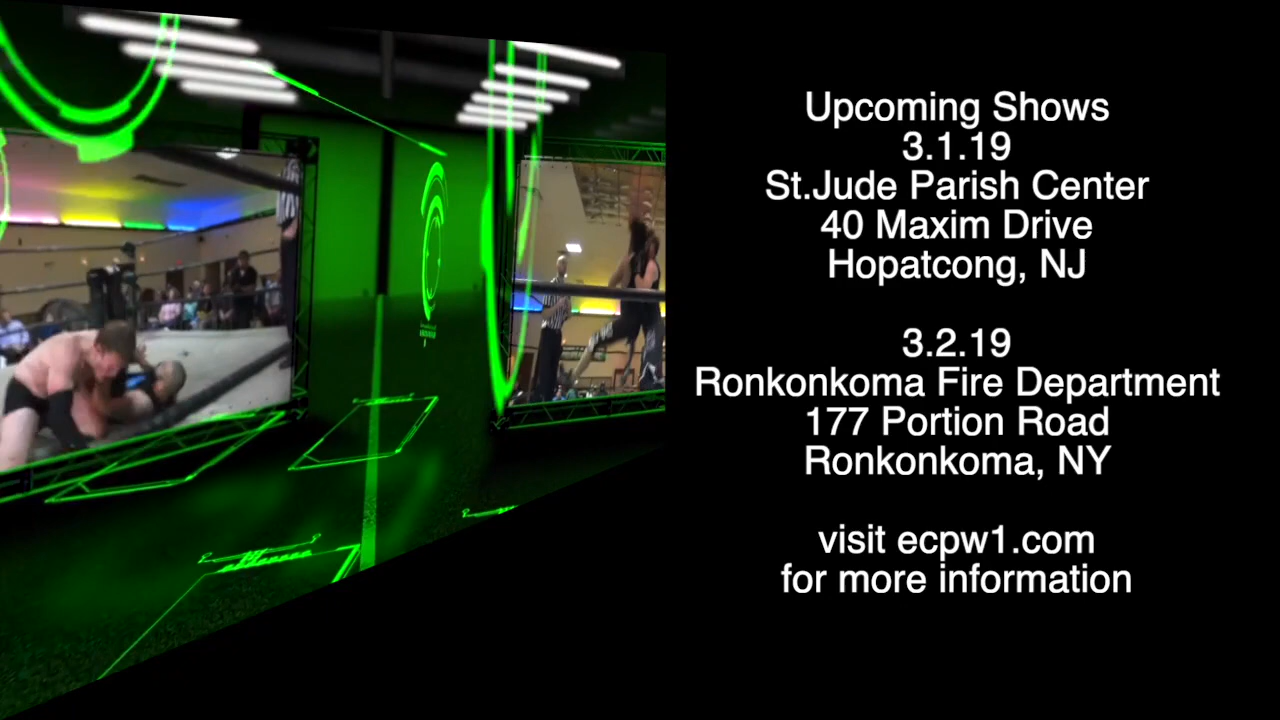 Upcoming Shows
3.1.19
St.Jude Parish Center
40 Maxim Drive
Hopatcong, NJ
3.2.19
Ronkonkoma Fire Department
177 Portion Road
Ronkonkoma, NY
visit ecpw1.com
for more information